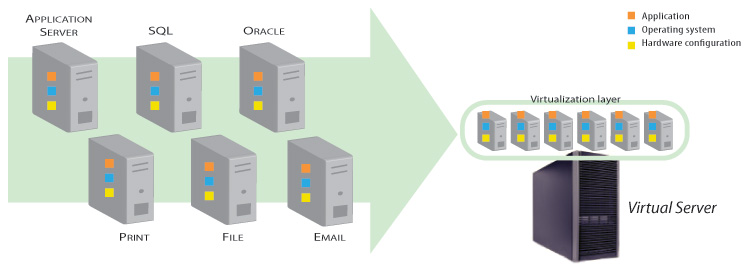 APPLICATION
SERVER
SQL
ORACLE
PRINT
FILE
EMAIL
Application
Operating system
Hardware configuration
Virtualization layer
Virtual Server